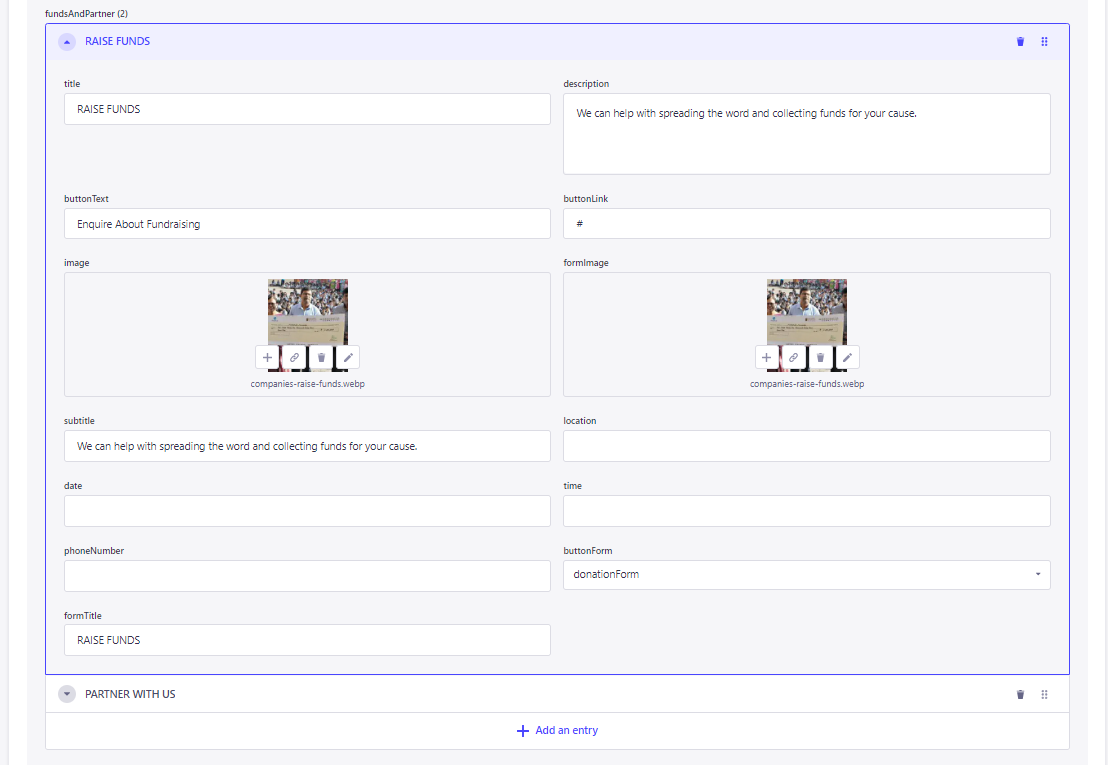 fundsAndPartner (2)
RAISE FUNDS
title
description
RAISE FUNDS
We can help with spreading the word and collecting funds for your cause.
buttonText
buttonLink
Enquire About Fundraising
#
image
formImage
companies-raise-funds.webp
companies-raise-funds.webp
subtitle
location
We can help with spreading the word and collecting funds for your cause.
date
time
phoneNumber
buttonForm
donationForm
formTitle
RAISE FUNDS
PARTNER WITH US
Add an entry